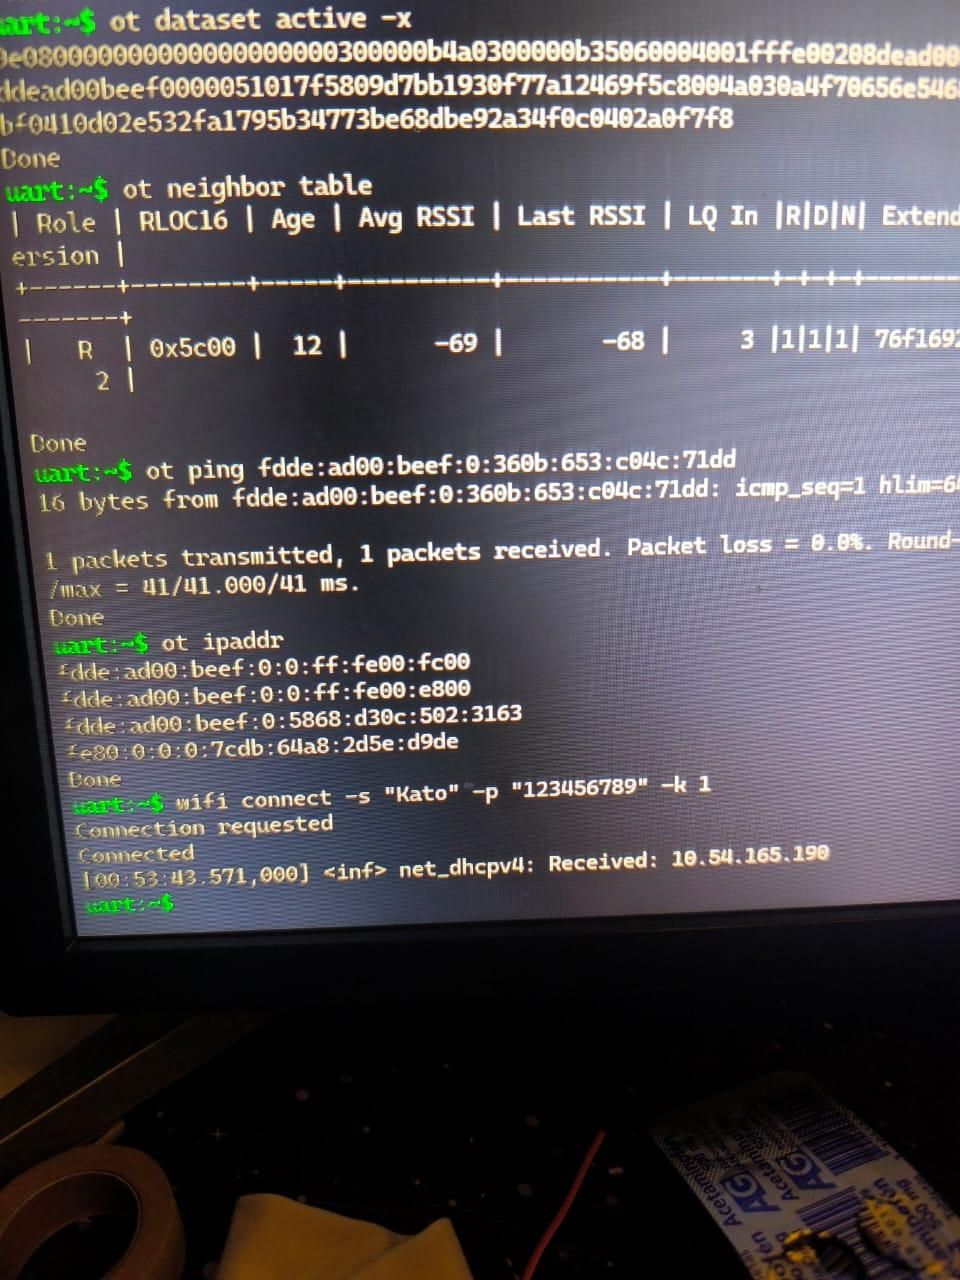 uart:~$ ot dataset active -x
0e080000000000000000000300000b4a0300000b35060004001fffe00208dead00
ddead00beef0000051017f5809d7bb1930f77a12469f5c8004a030a4f70656e546
bf0410d02e532fa1795b34773be68dbe92a34f0c0402a0f7f8
Done
uart:~$ ot neighbor table
| Role | RLOC16 | Age | Avg RSSI | Last RSSI | LQ In |R|D|N| Extend
ersion |
+------+--------+-----+----------+-----------+-------+-+-+-+------
-------+
| R | 0x5c00 | 12 | -69 | -68 | 3 |1|1|1| 76f1692
2 |
Done
uart:~$ ot ping fdde:ad00:beef:0:360b:653:c04c:71dd
16 bytes from fdde:ad00:beef:0:360b:653:c04c:71dd: icmp_seq=1 hlim=6
1 packets transmitted, 1 packets received. Packet loss = 0.0%. Round-
/max = 41/41.000/41 ms.
Done
uart:~$ ot ipaddr
fdde:ad00:beef:0:0:ff:fe00:fc00
fdde:ad00:beef:0:0:ff:fe00:e800
fdde:ad00:beef:0:5868:d30c:502:3163
fe80:0:0:0:7cdb:64a8:2d5e:d9de
Done
uart:~$ wifi connect -s "Kato" -p "123456789" -k 1
Connection requested
Connected
[00:53:43.571,000] <inf> net_dhcpv4: Received: 10.54.165.190
uart:~$
AG
Acetamino
AG
500 mg